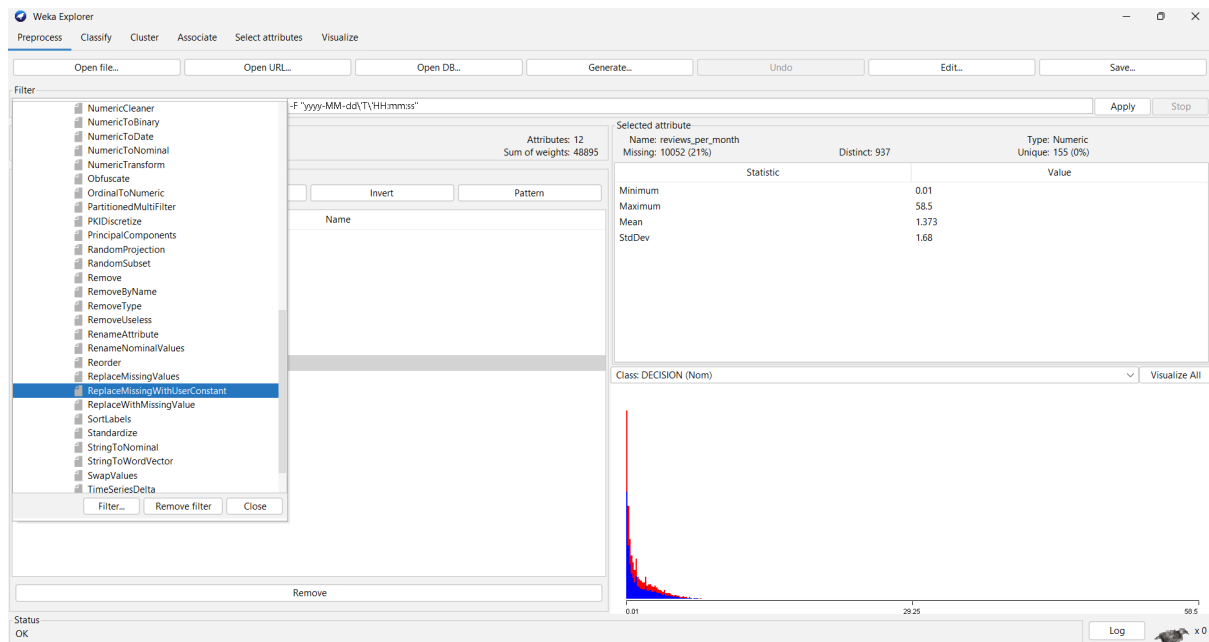 Weka Explorer
Preprocess Classify Cluster Associate Select attributes Visualize
Open file... Open URL... Open DB... Generate... Undo Edit... Save...
Filter
-F "yyyy-MM-dd\'T\'HH:mm:ss" Apply Stop
NumericCleaner
NumericToBinary
NumericToDate
NumericToNominal
NumericTransform
Obfuscate
OrdinalToNumeric
PartitionedMultiFilter
PKIDiscretize
PrincipalComponents
RandomProjection
RandomSubset
Remove
RemoveByName
RemoveType
RemoveUseless
RenameAttribute
RenameNominalValues
Reorder
ReplaceMissingValues
ReplaceMissingWithUserConstant
ReplaceWithMissingValue
SortLabels
Standardize
StringToNominal
StringToWordVector
SwapValues
TimeSeriesDelta
Filter... Remove filter Close
Attributes: 12
Sum of weights: 48895
Invert Pattern
Name
Remove
Selected attribute
Name: reviews_per_month Type: Numeric
Missing: 10052 (21%) Distinct: 937 Unique: 155 (0%)
Statistic Value
Minimum 0.01
Maximum 58.5
Mean 1.373
StdDev 1.68
Class: DECISION (Nom) Visualize All
0.01 29.25 58.5
Status
OK Log x 0